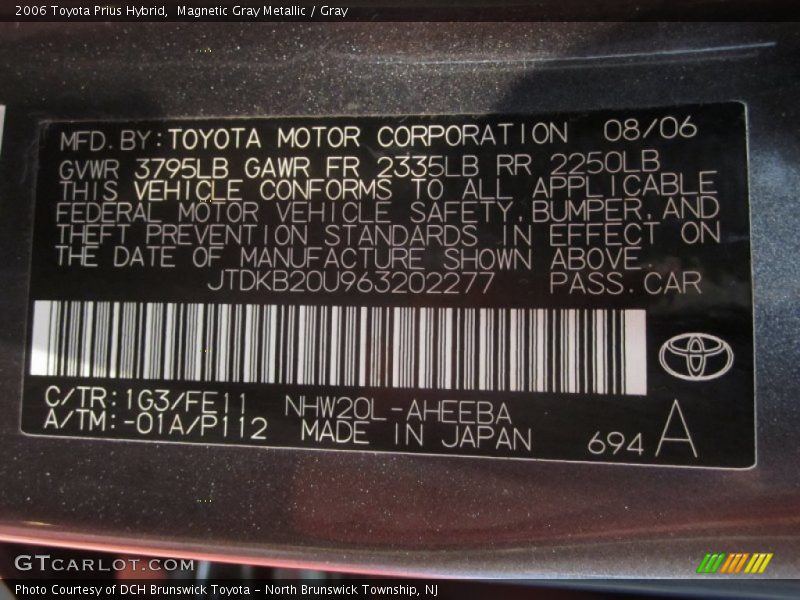 2006 Toyota Prius Hybrid,  Magnetic Gray Metallic / Gray
MFD. BY: TOYOTA MOTOR CORPORATION 08/06
GVWR 3795LB GAWR FR 2335LB RR 2250LB
THIS VEHICLE CONFORMS TO ALL APPLICABLE
FEDERAL MOTOR VEHICLE SAFETY, BUMPER, AND
THEFT PREVENTION STANDARDS IN EFFECT ON
THE DATE OF MANUFACTURE SHOWN ABOVE.
JTDKB20U963202277 PASS. CAR
C/TR: 1G3/FE11 NHW20L-AHEEBA
A/TM: -01A/P112 MADE IN JAPAN 694 A
GTCARLOT.COM
Photo Courtesy of DCH Brunswick Toyota - North Brunswick Township, NJ